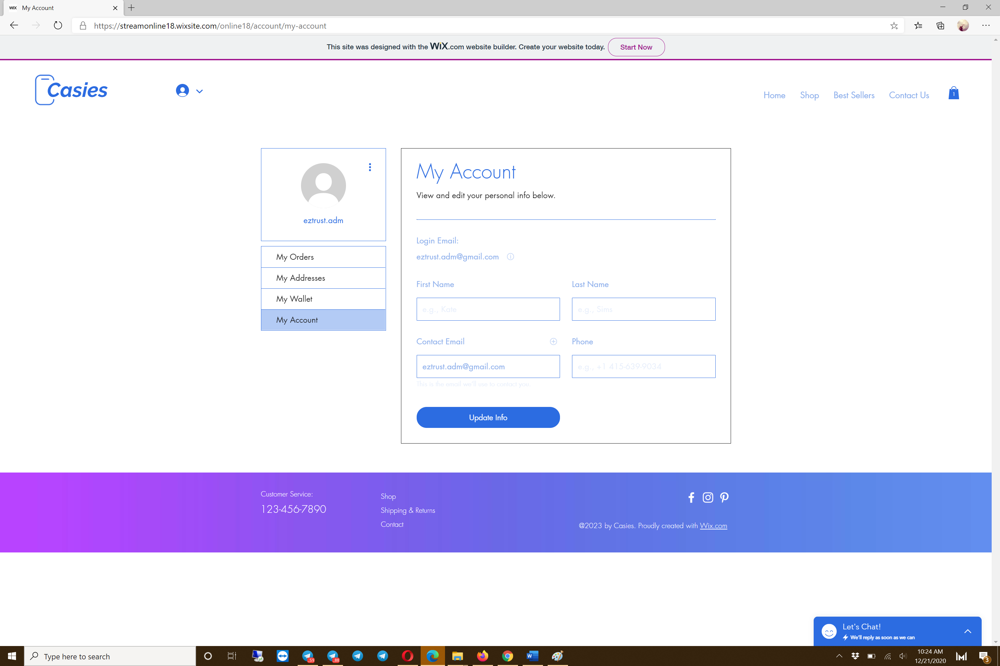 WIX My Account
https://streamonline18.wixsite.com/online18/account/my-account
This site was designed with the WiX.com website builder. Create your website today. Start Now
Casies
Home Shop Best Sellers Contact Us 1
eztrust.adm
My Orders
My Addresses
My Wallet
My Account
My Account
View and edit your personal info below.
Login Email:
eztrust.adm@gmail.com
First Name Last Name
e.g., Kate e.g., Sims
Contact Email Phone
eztrust.adm@gmail.com e.g., +1 415-639-9034
This is the email we'll use to contact you.
Update Info
Customer Service:
123-456-7890
Shop
Shipping & Returns
Contact
@2023 by Casies. Proudly created with Wix.com
Let's Chat!
We'll reply as soon as we can
Type here to search
59
88
10:24 AM
12/21/2020
3